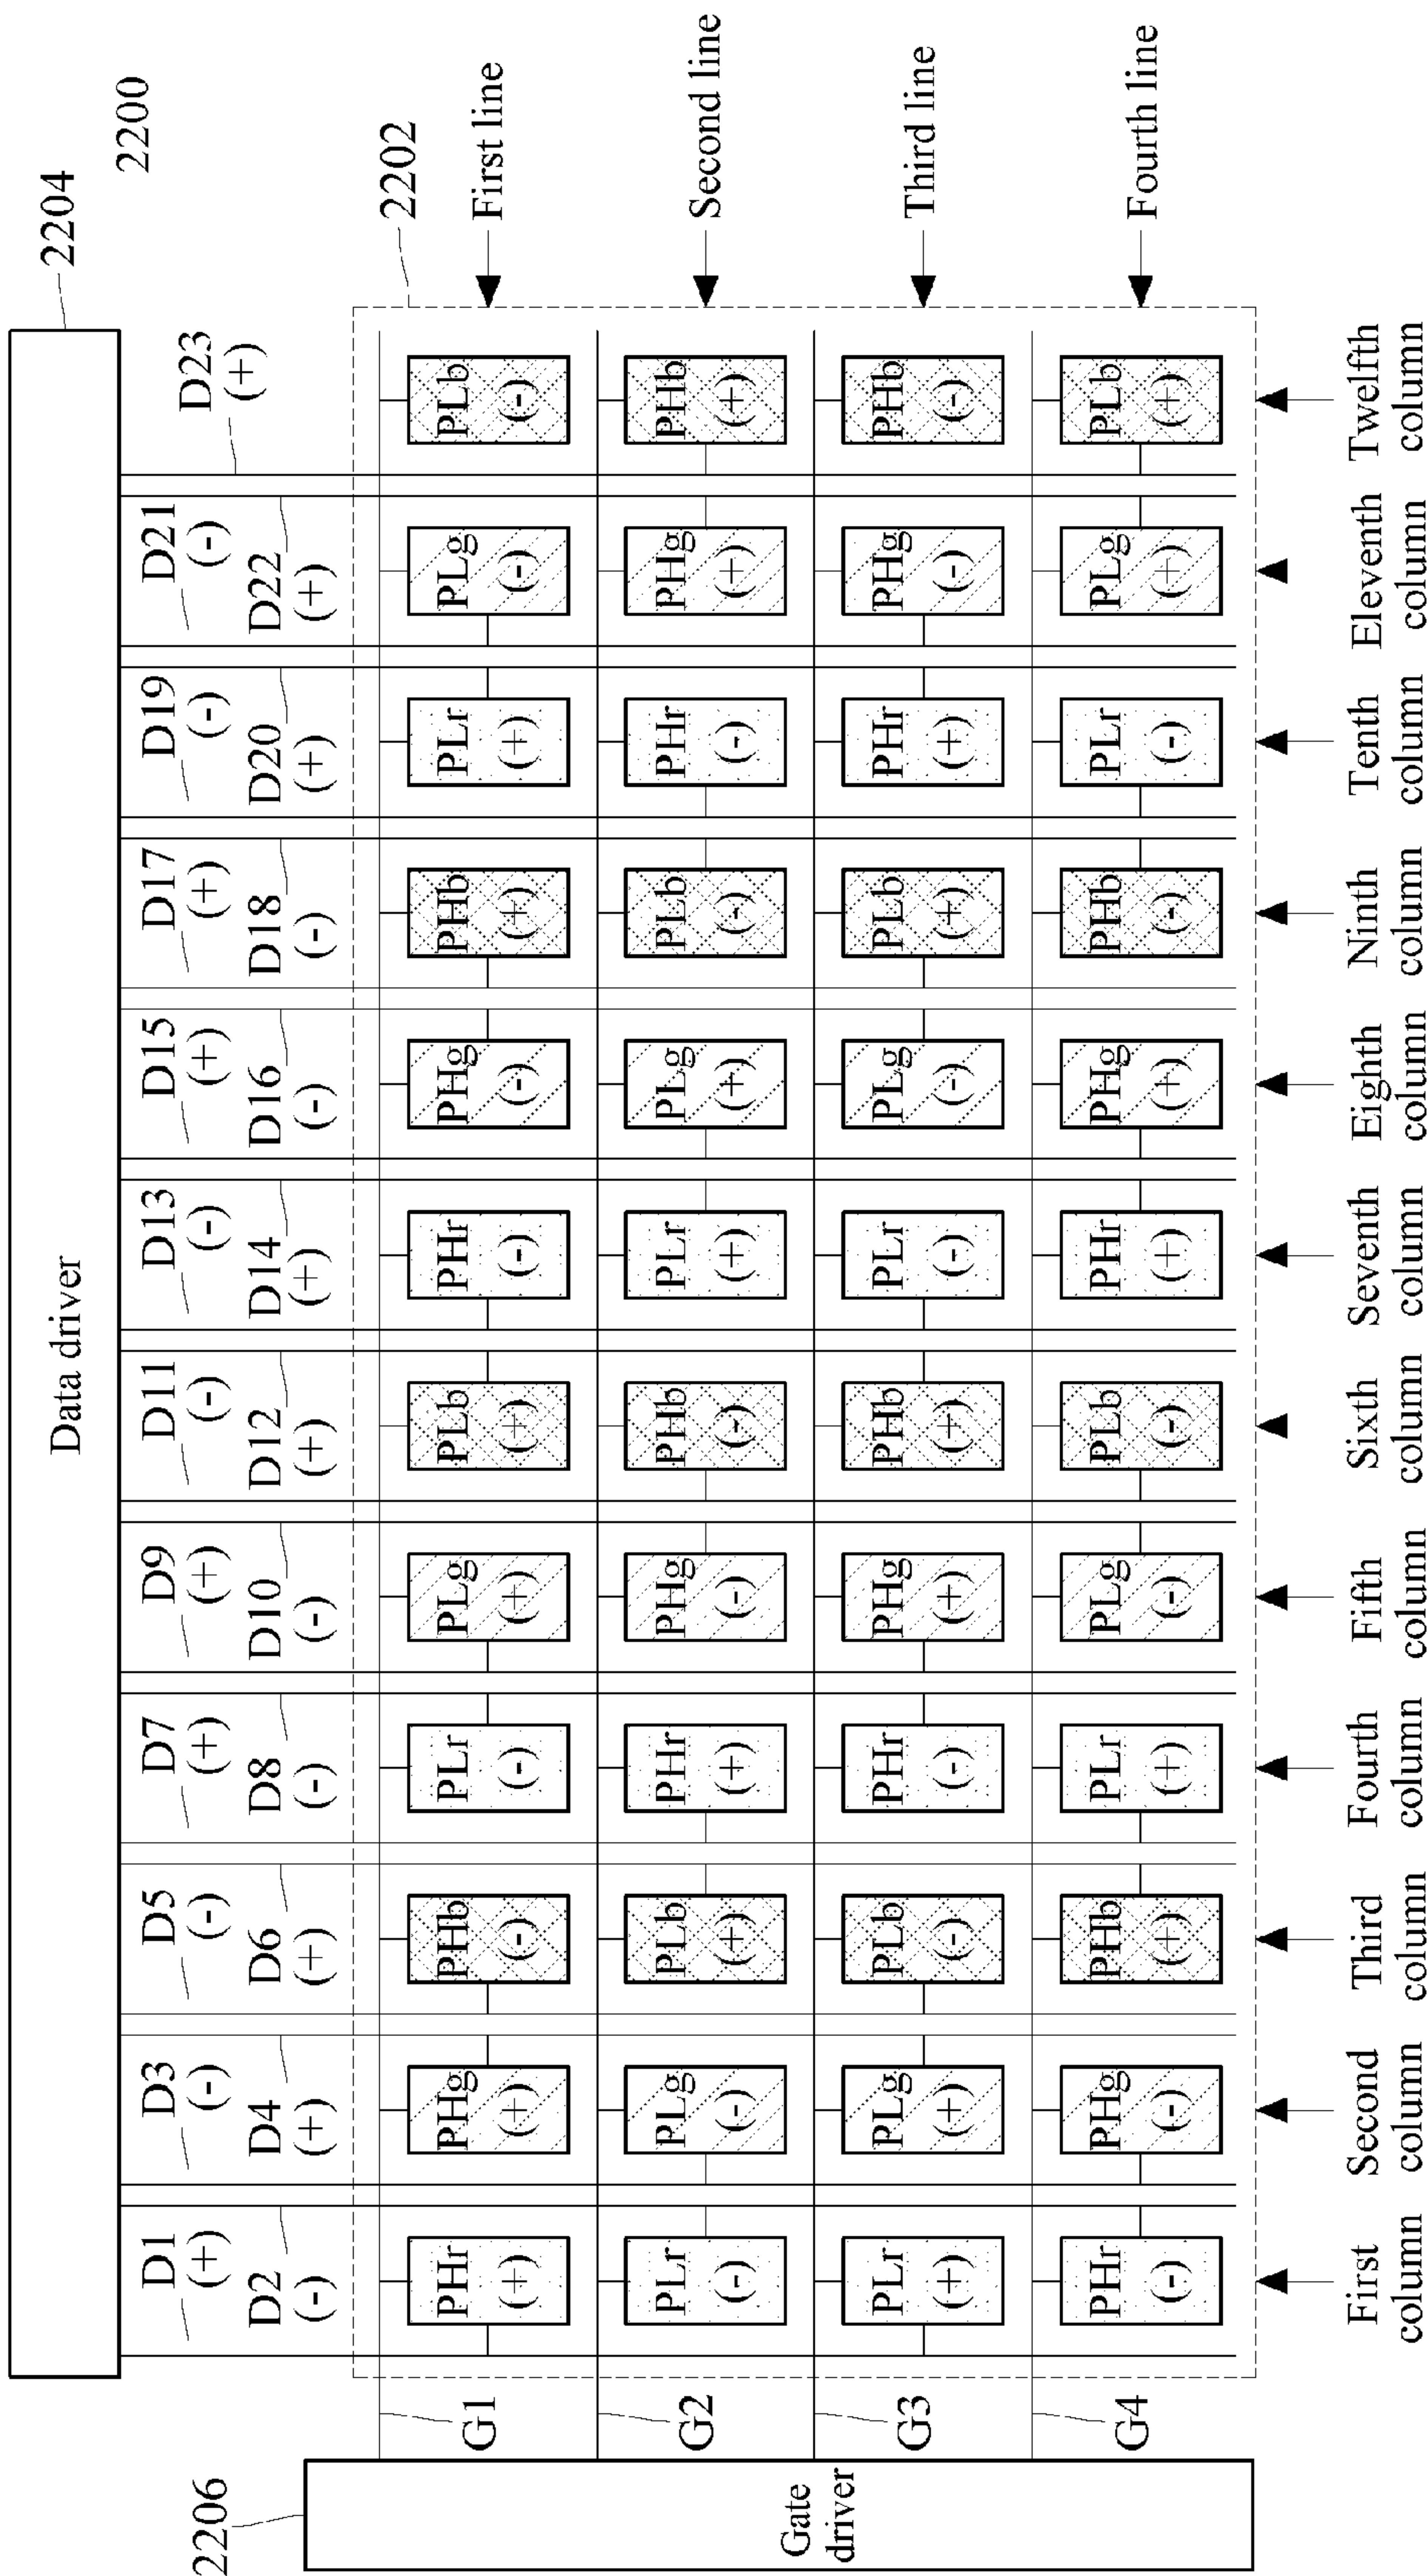 2200
2204
Data driver
D1
(+)
D2
(-)
D3
(-)
D4
(+)
D5
(-)
D6
(+)
D7
(+)
D8
(-)
D9
(+)
D10
(-)
D11
(-)
D12
(+)
D13
(-)
D14
(+)
D15
(+)
D16
(-)
D17
(+)
D18
(-)
D19
(-)
D20
(+)
D21
(-)
D22
(+)
D23
(+)
2202
2206
Gate
driver
G1
PHr
(+)
PHg
(+)
PHb
(-)
PLr
(-)
PLg
(+)
PLb
(+)
PHr
(-)
PHg
(-)
PHb
(+)
PLr
(+)
PLg
(-)
PLb
(-)
First line
G2
PLr
(-)
PLg
(-)
PLb
(+)
PHr
(+)
PHg
(-)
PHb
(-)
PLr
(+)
PLg
(+)
PLb
(-)
PHr
(-)
PHg
(+)
PHb
(+)
Second line
G3
PLr
(+)
PLg
(+)
PLb
(-)
PHr
(-)
PHg
(+)
PHb
(+)
PLr
(-)
PLg
(-)
PLb
(+)
PHr
(+)
PHg
(-)
PHb
(-)
Third line
G4
PHr
(-)
PHg
(-)
PHb
(+)
PLr
(+)
PLg
(-)
PLb
(-)
PHr
(+)
PHg
(+)
PHb
(-)
PLr
(-)
PLg
(+)
PLb
(+)
Fourth line
First
column
Second
column
Third
column
Fourth
column
Fifth
column
Sixth
column
Seventh
column
Eighth
column
Ninth
column
Tenth
column
Eleventh
column
Twelfth
column